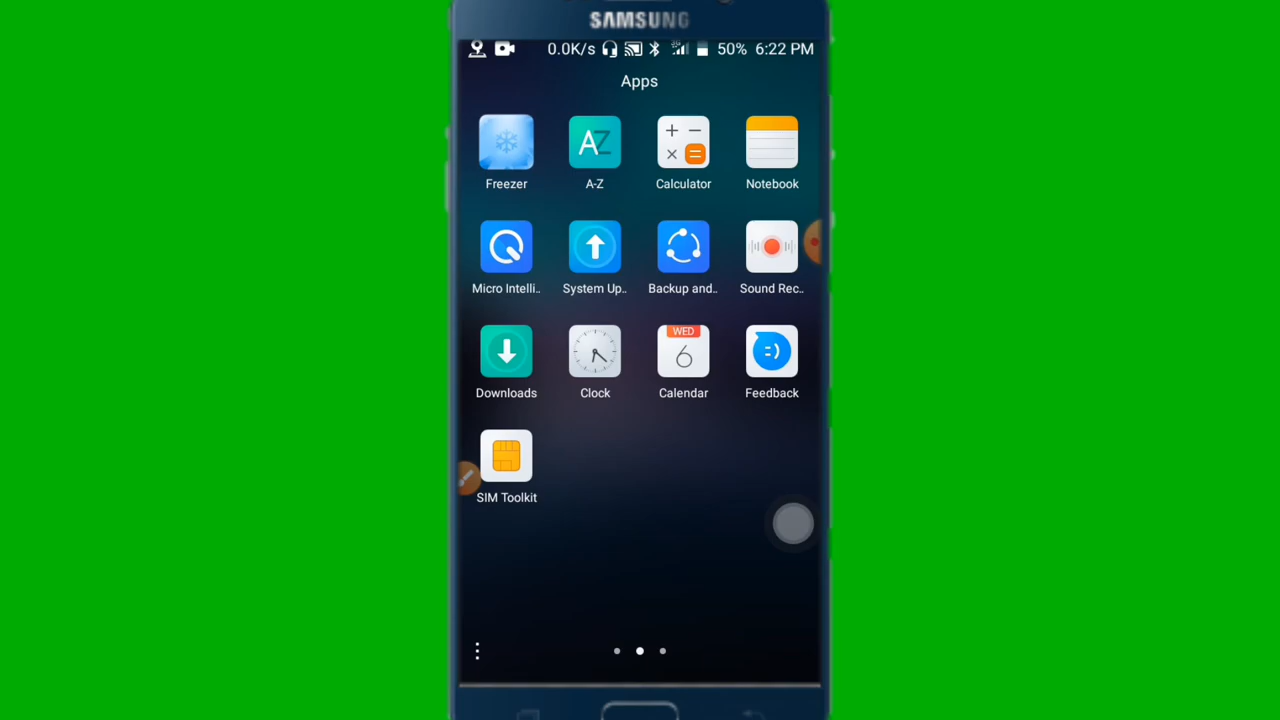 SAMSUNG
0.0K/s 50% 6:22 PM
Apps
Freezer
AZ
A-Z
Calculator
Notebook
Micro Intelli..
System Up..
Backup and..
Sound Rec..
Downloads
Clock
WED
6
Calendar
:)
Feedback
SIM Toolkit